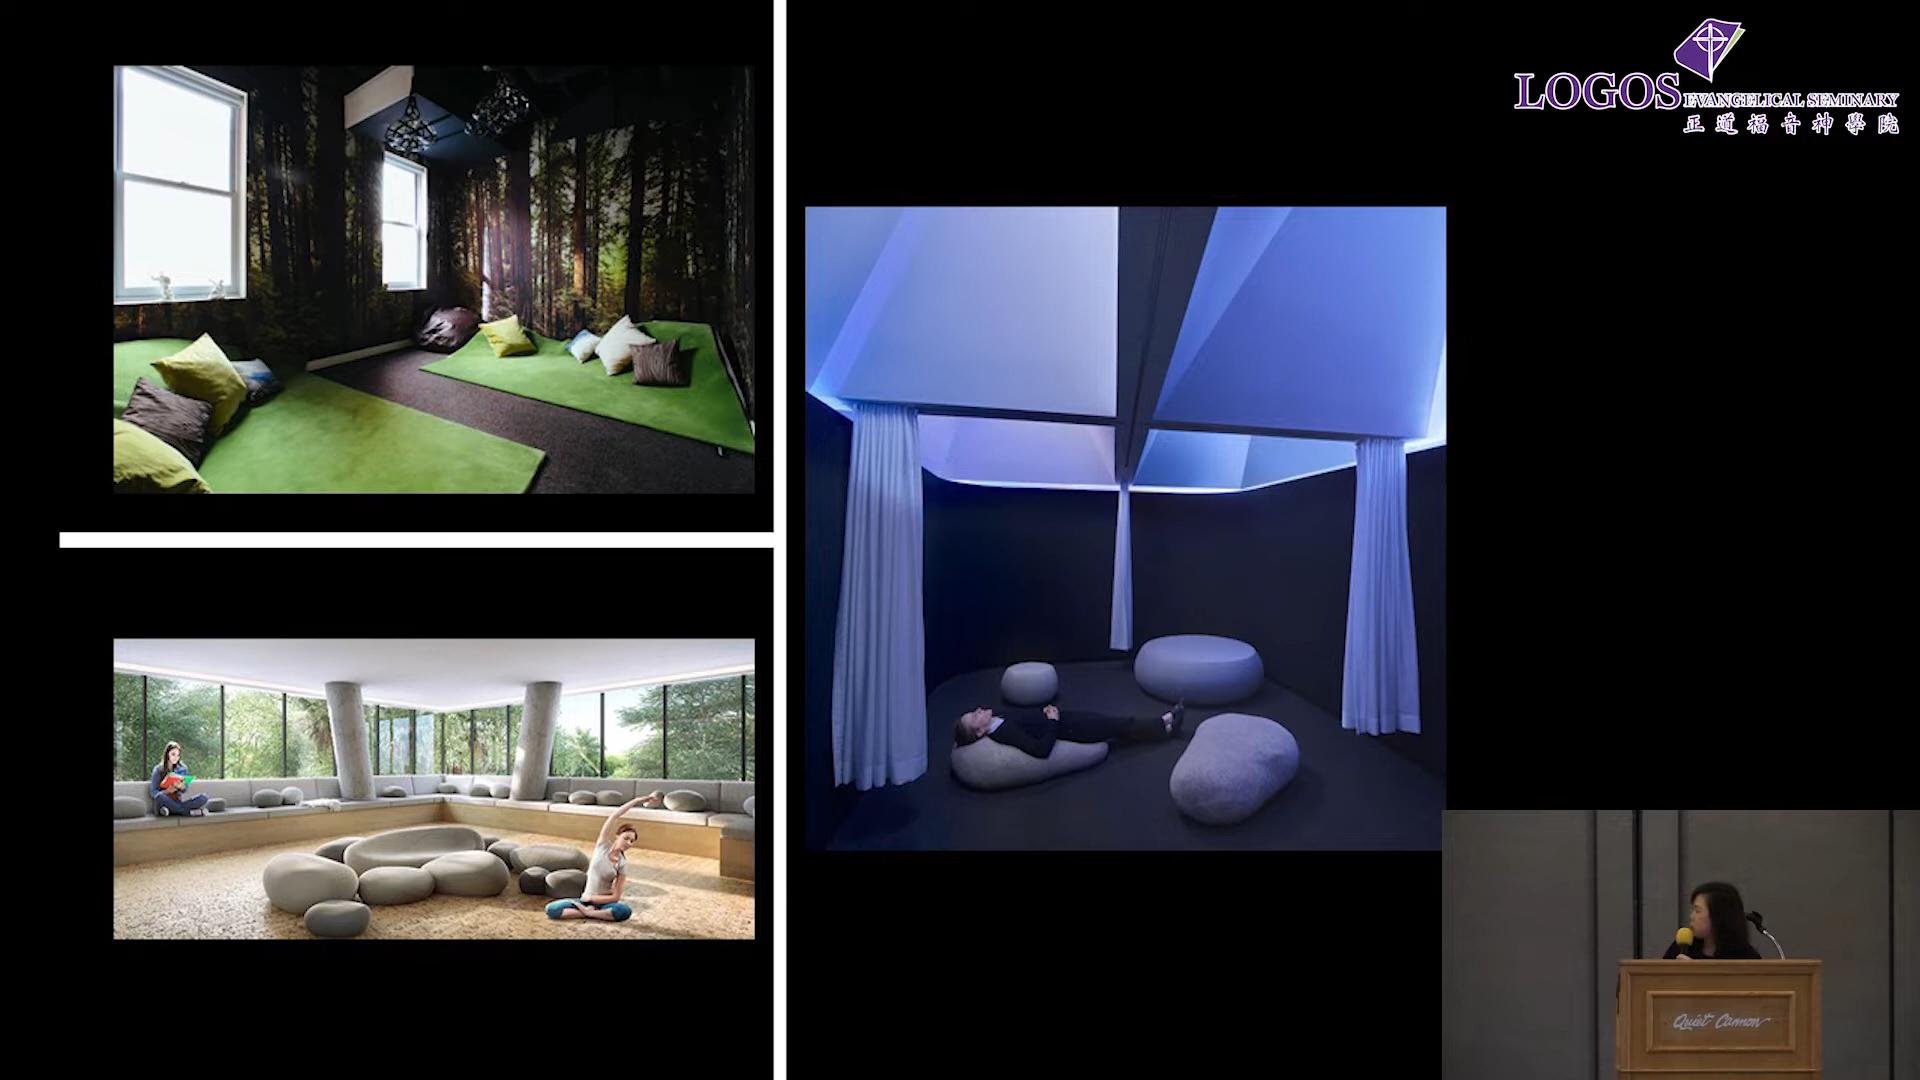 LOGOS EVANGELICAL SEMINARY
正道福音神學院
Quiet Cannon